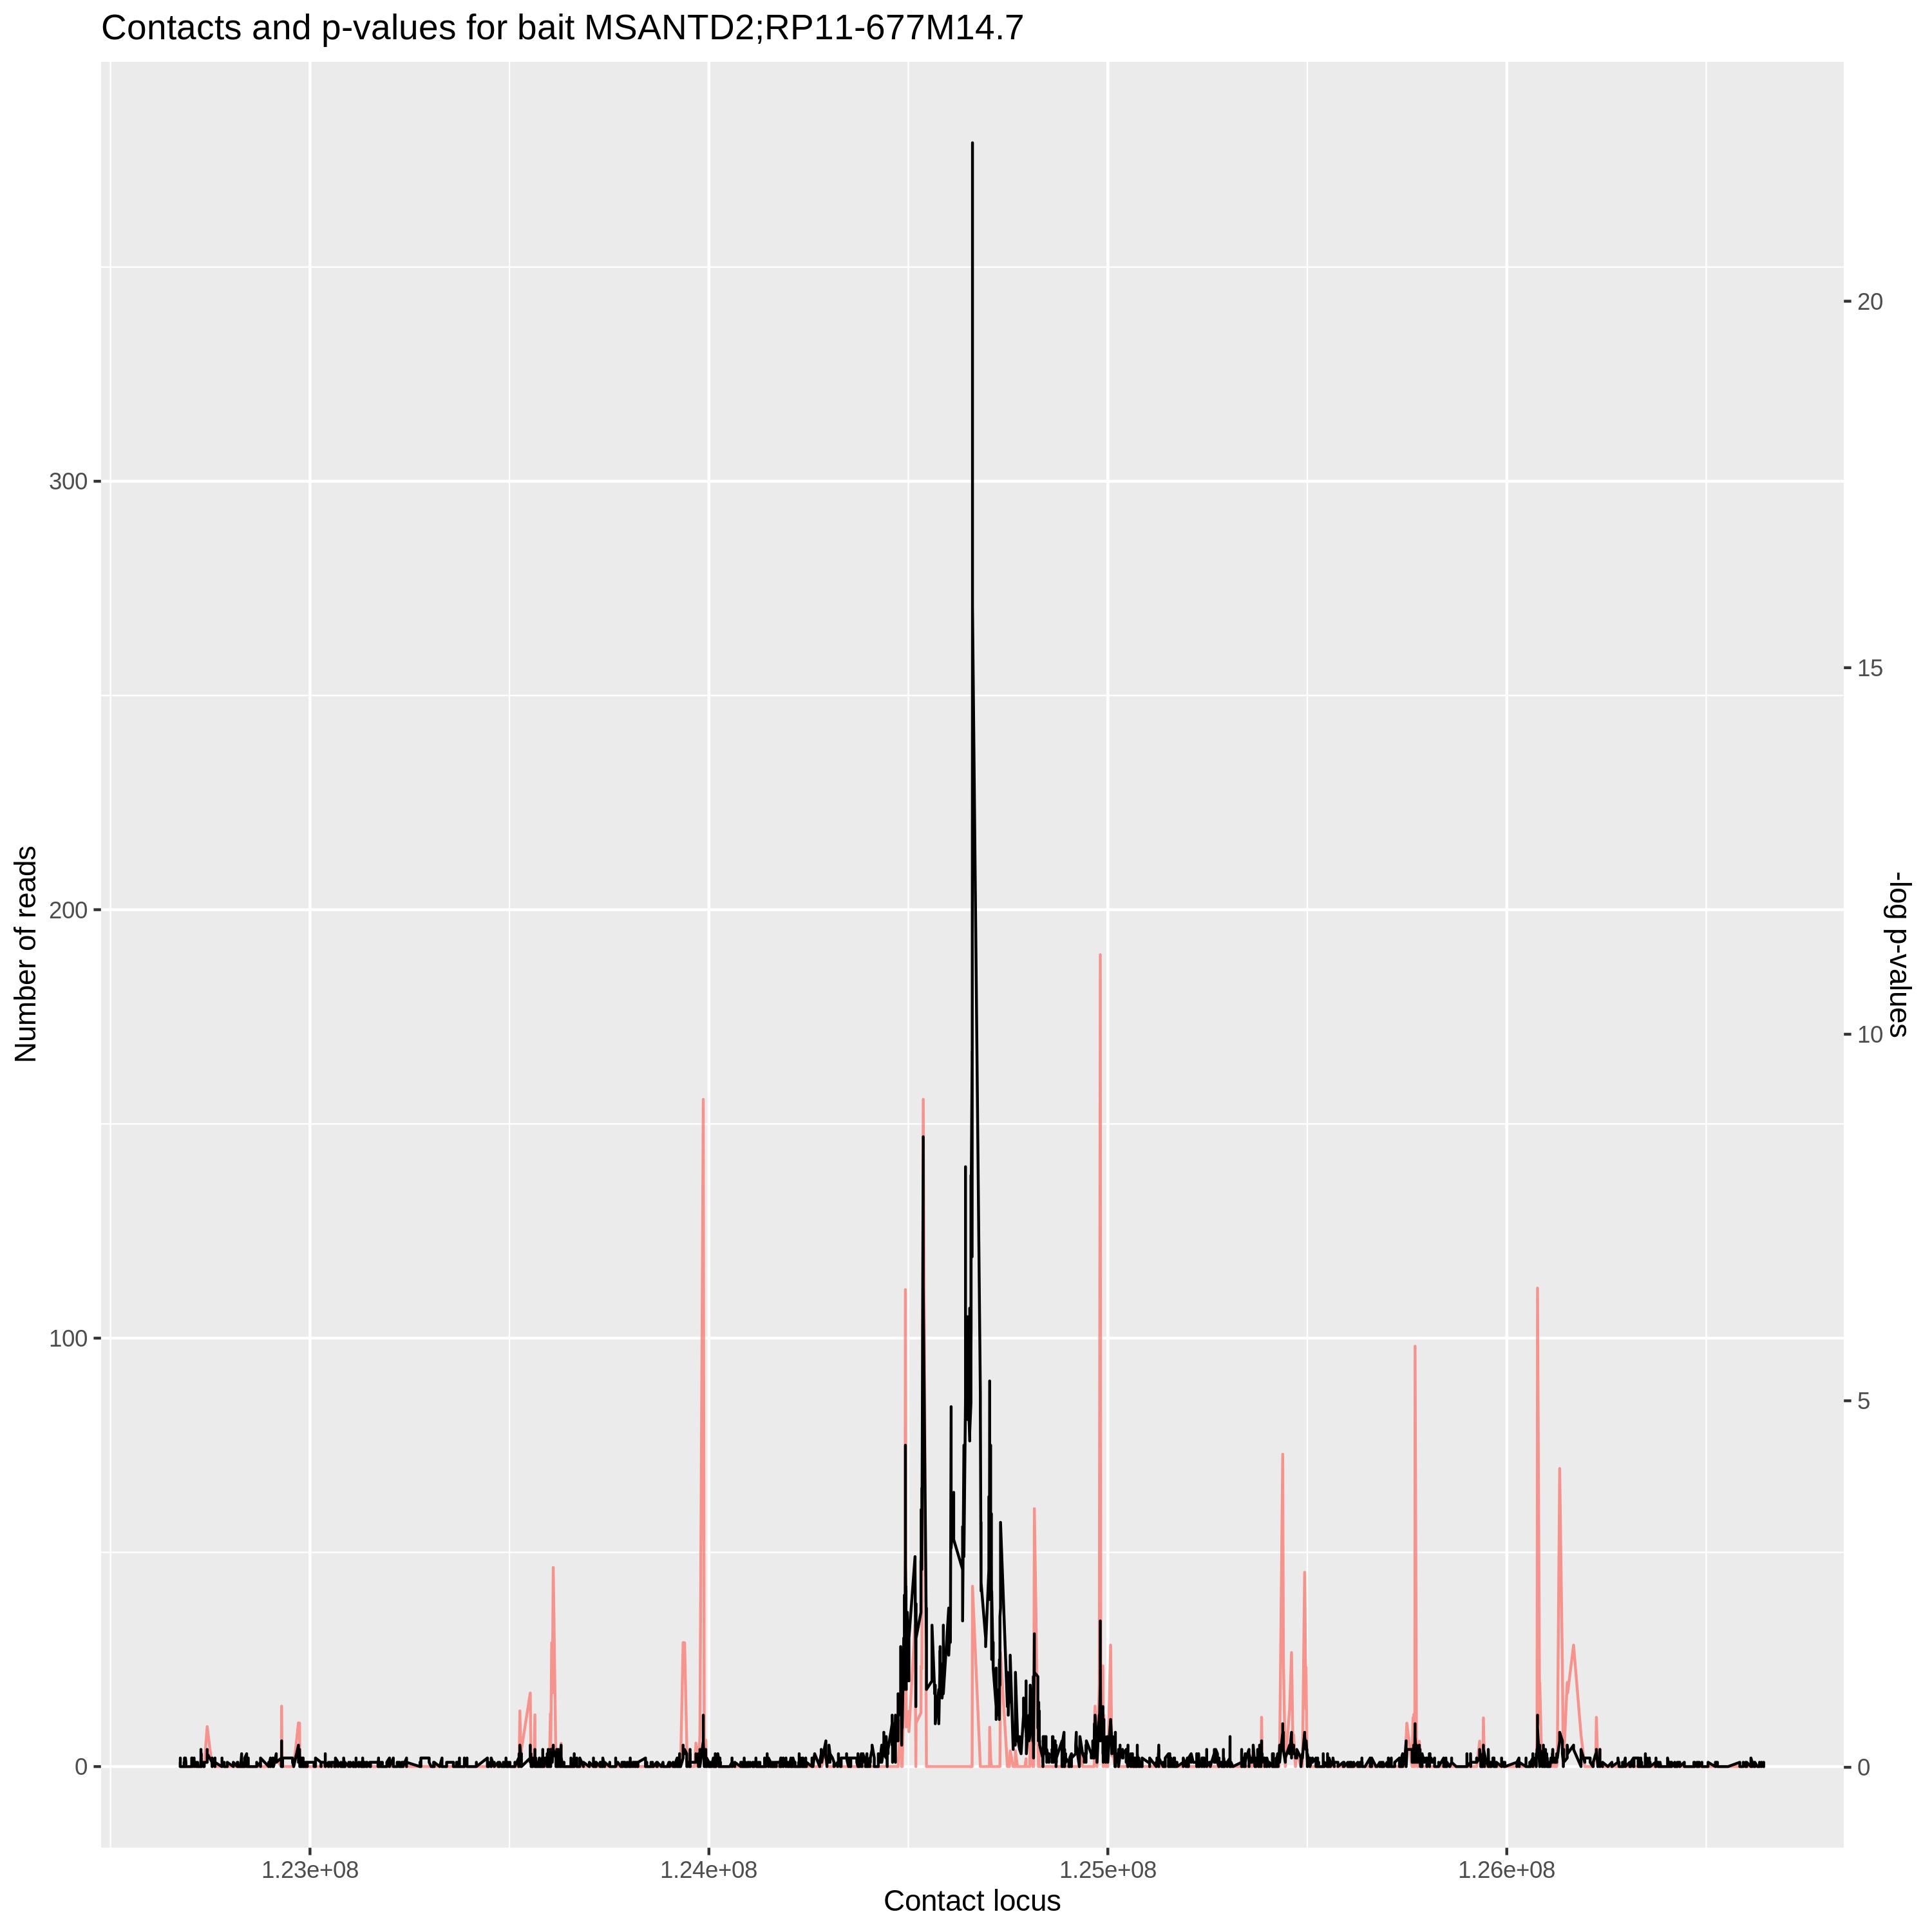 Contacts and p-values for bait MSANTD2;RP11-677M14.7
Number of reads
300
200
100
0
20
15
10
5
0
-log p-values
1.23e+08 1.24e+08 1.25e+08 1.26e+08
Contact locus